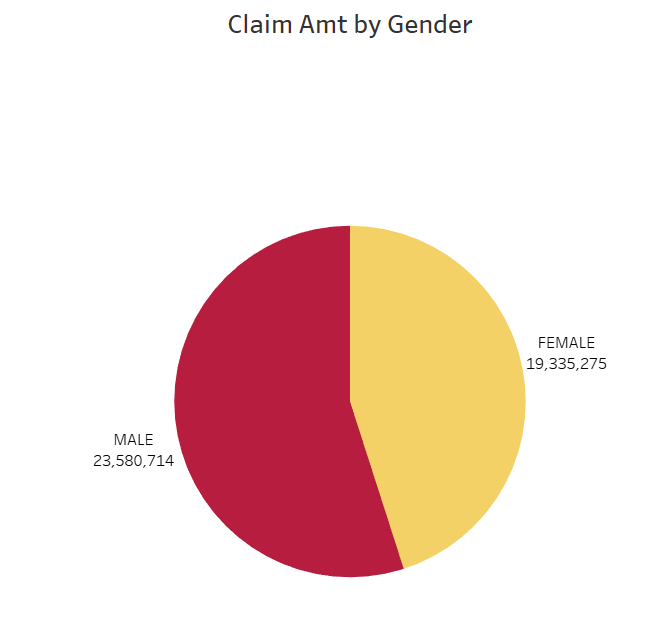 Claim Amt by Gender
FEMALE
19,335,275
MALE
23,580,714